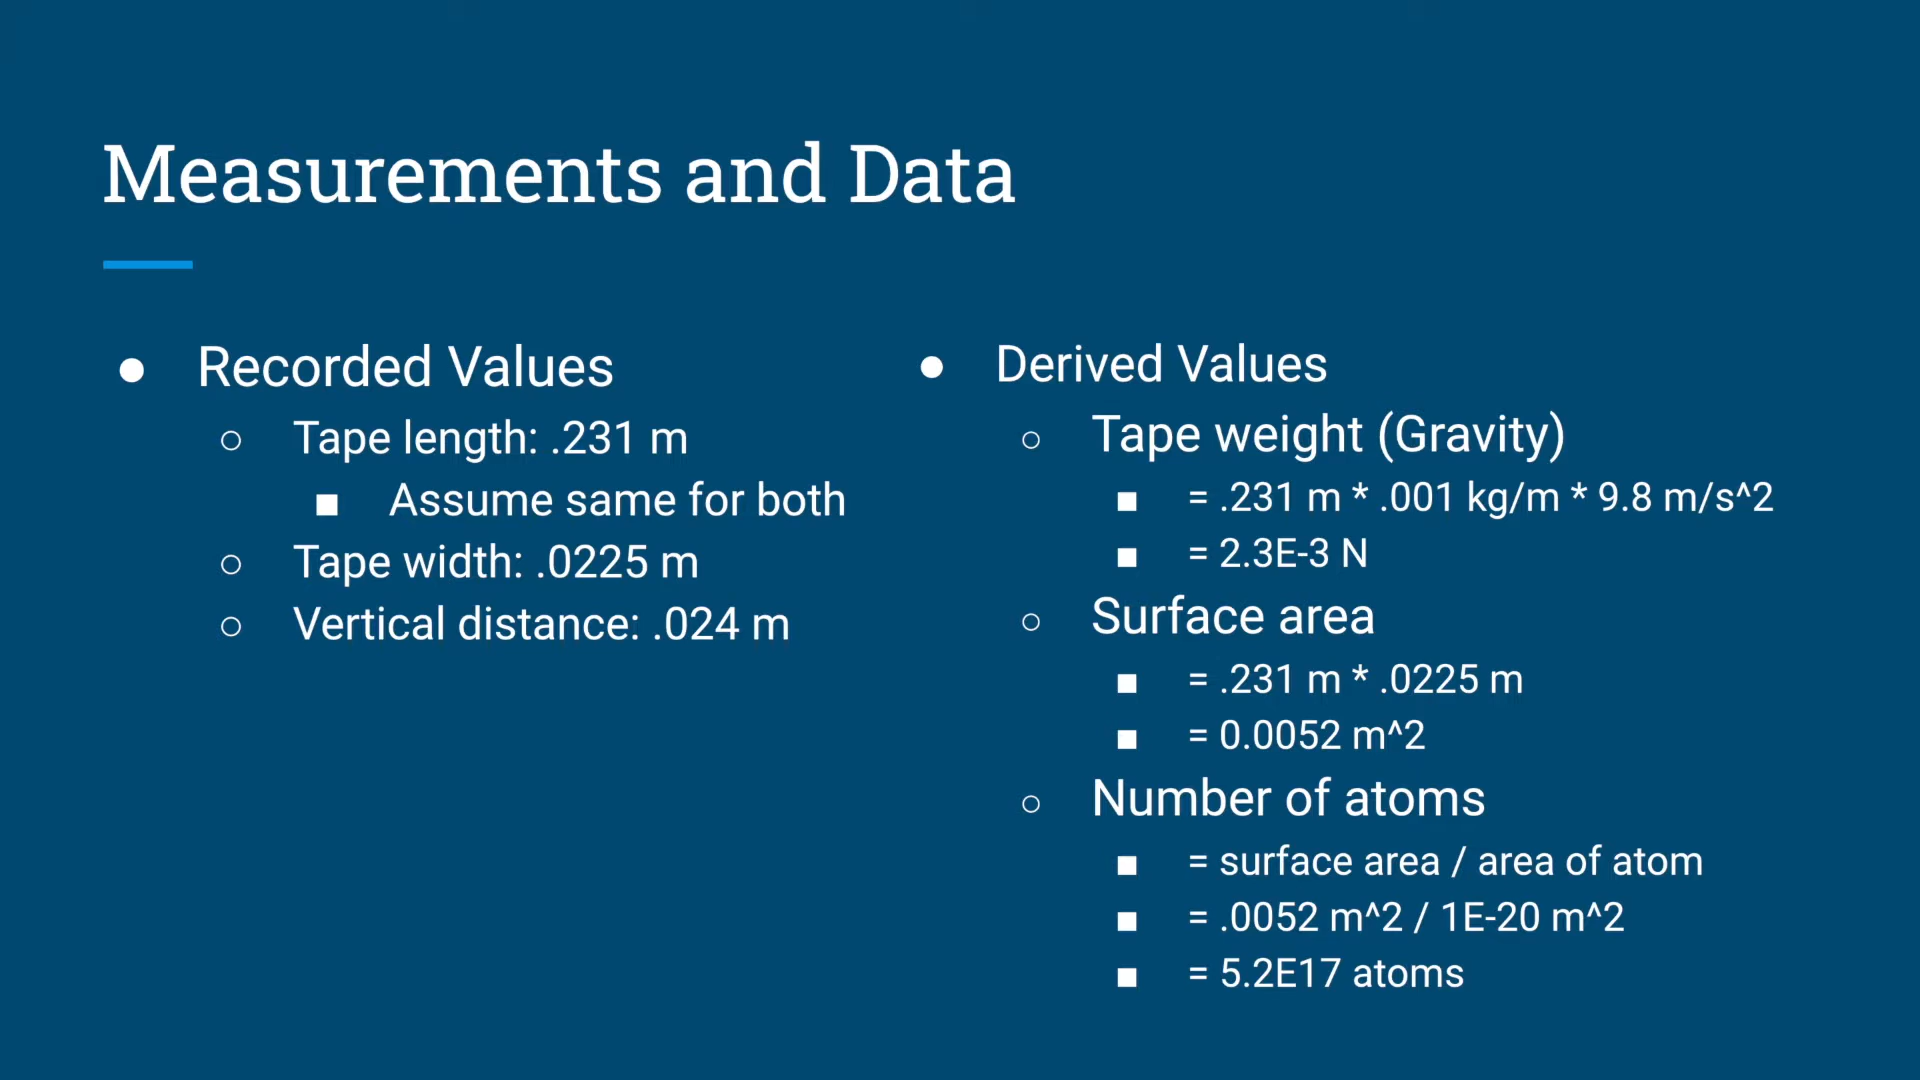 Measurements and Data
● Recorded Values
○ Tape length: .231 m
■ Assume same for both
○ Tape width: .0225 m
○ Vertical distance: .024 m
● Derived Values
○ Tape weight (Gravity)
■ = .231 m * .001 kg/m * 9.8 m/s^2
■ = 2.3E-3 N
○ Surface area
■ = .231 m * .0225 m
■ = 0.0052 m^2
○ Number of atoms
■ = surface area / area of atom
■ = .0052 m^2 / 1E-20 m^2
■ = 5.2E17 atoms